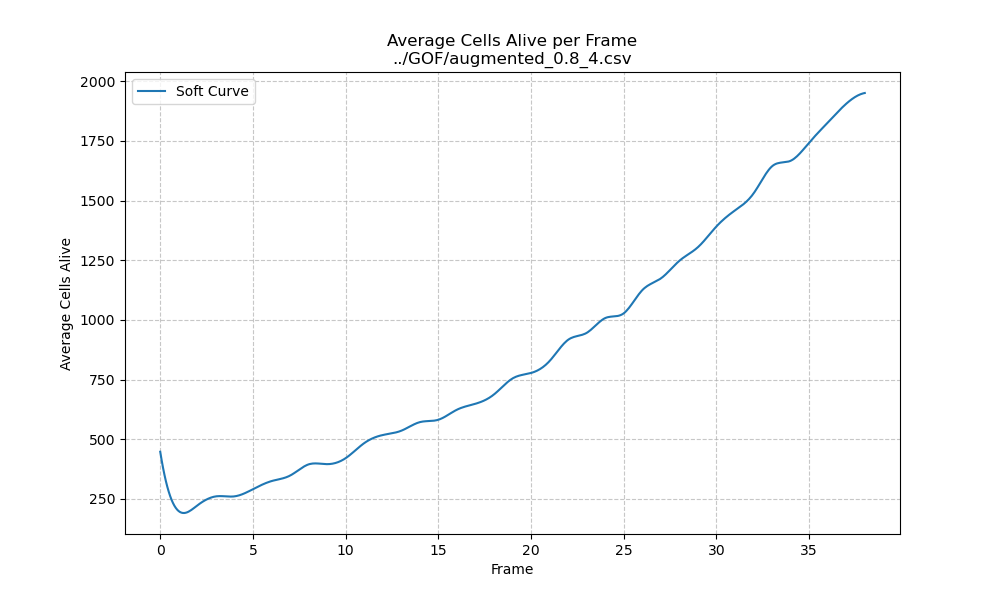 Average Cells Alive per Frame
../GOF/augmented_0.8_4.csv
Soft Curve
Average Cells Alive
2000
1750
1500
1250
1000
750
500
250
0 5 10 15 20 25 30 35
Frame